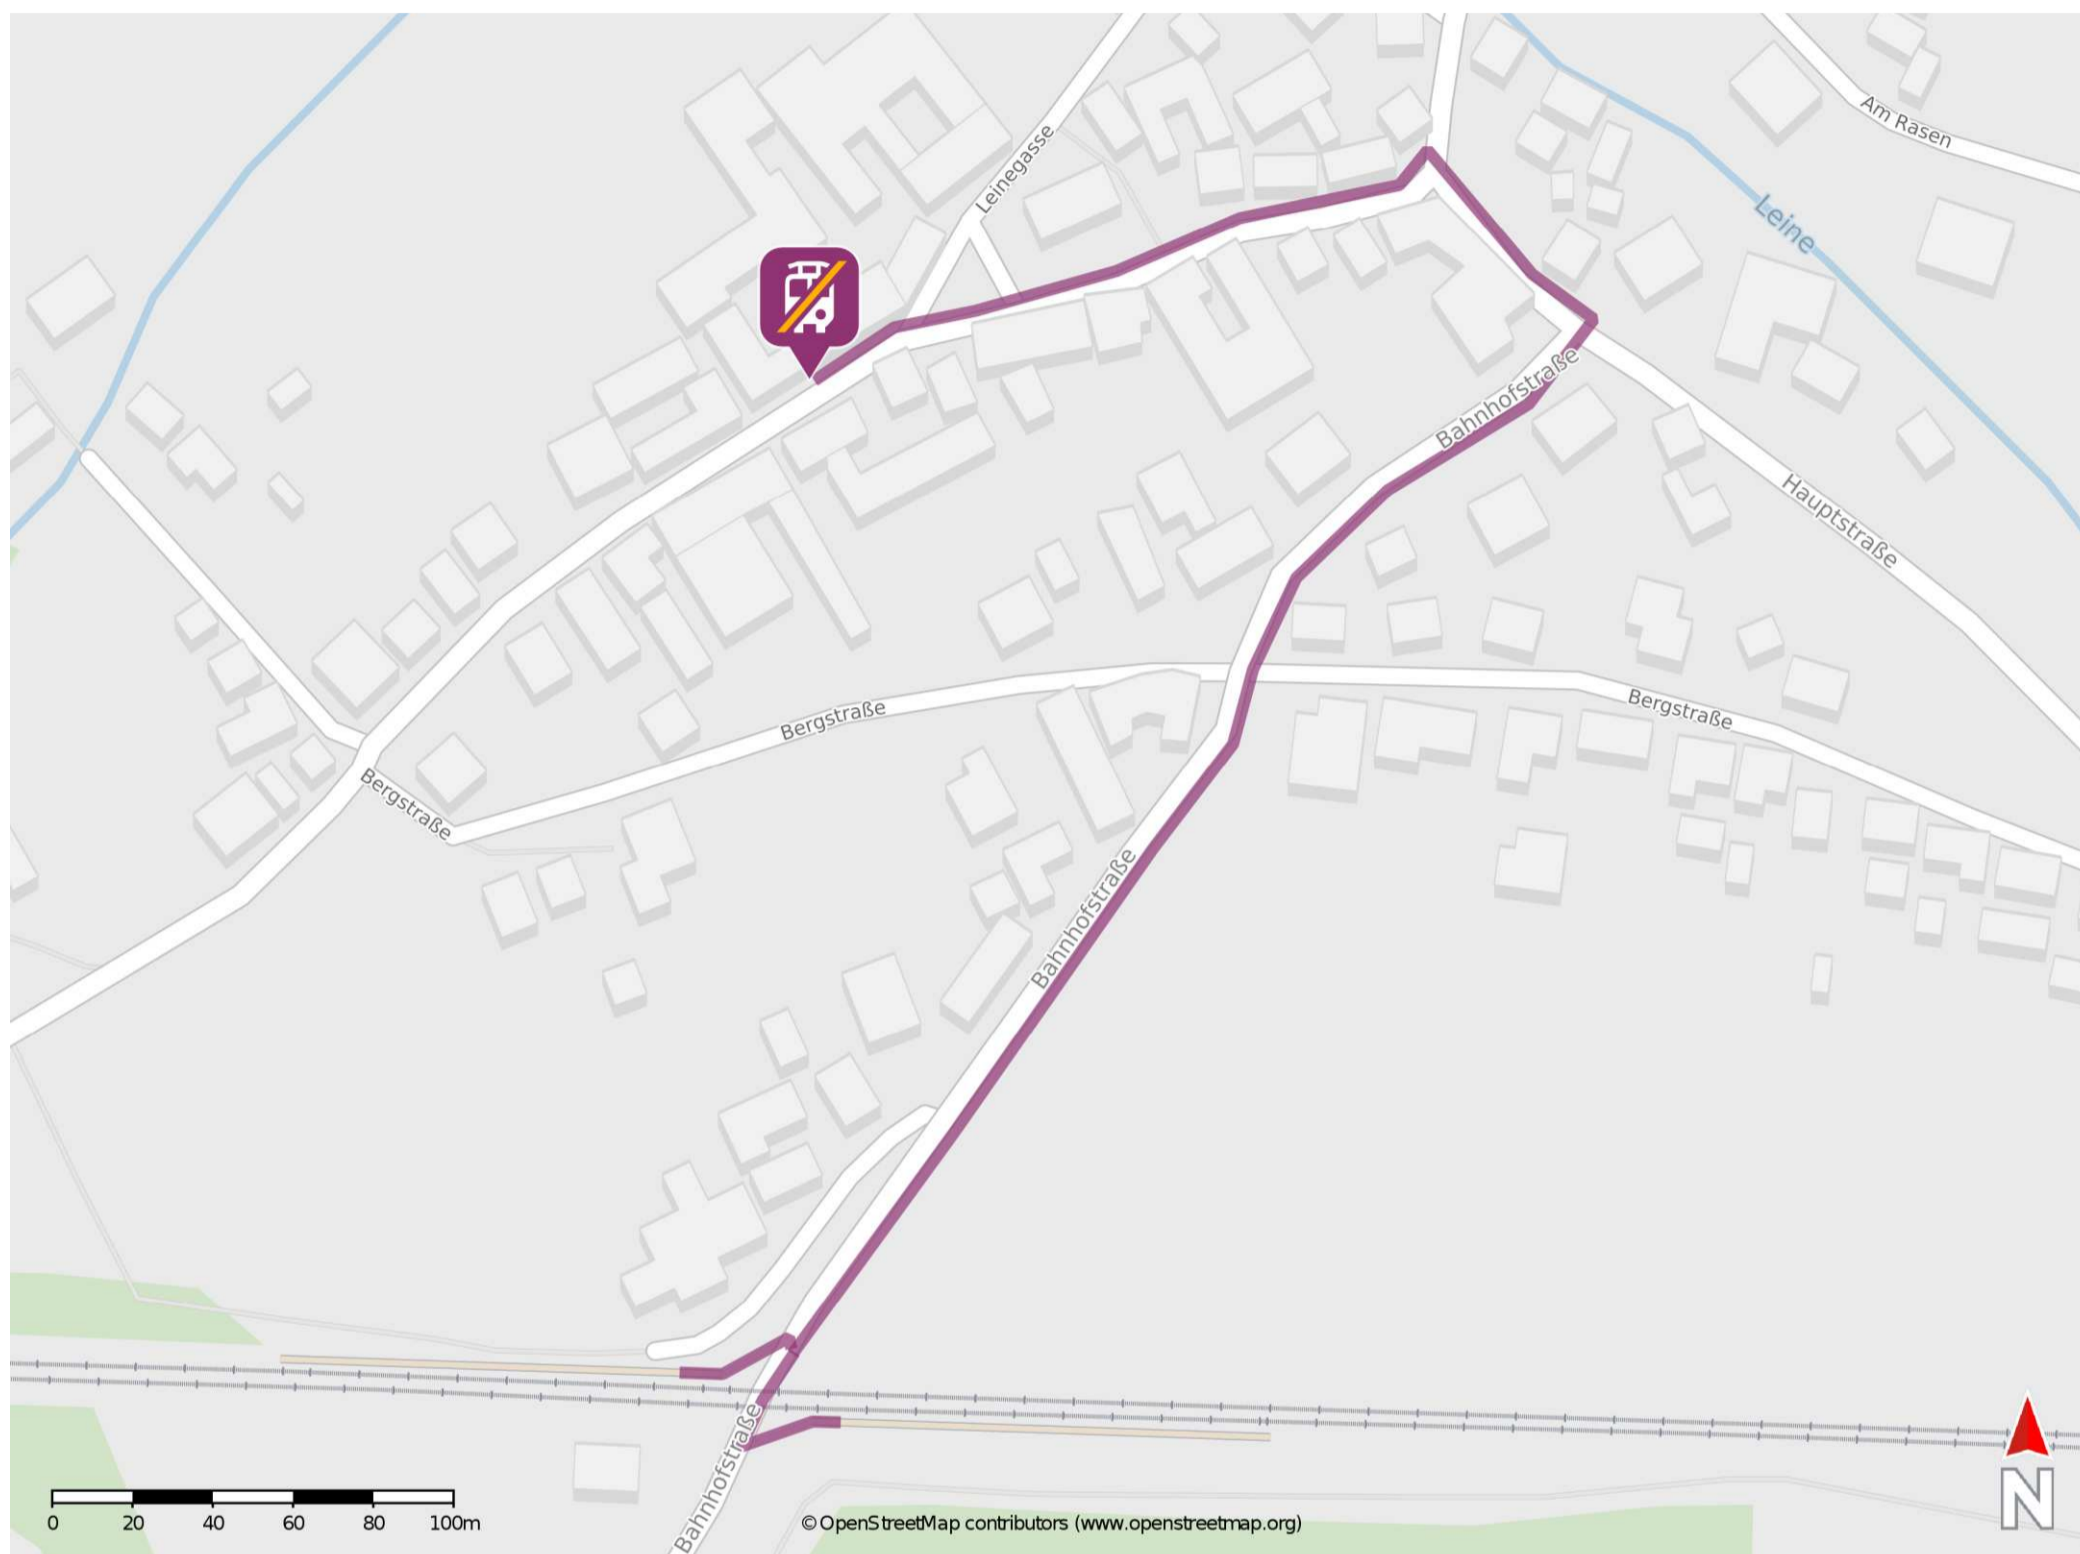 Am Rasen
Leinegasse
Leine
Bahnhofstraße
Hauptstraße
Bergstraße
Bergstraße
Bergstraße
Bahnhofstraße
Bahnhofstraße
N
0 20 40 60 80 100m
© OpenStreetMap contributors (www.openstreetmap.org)